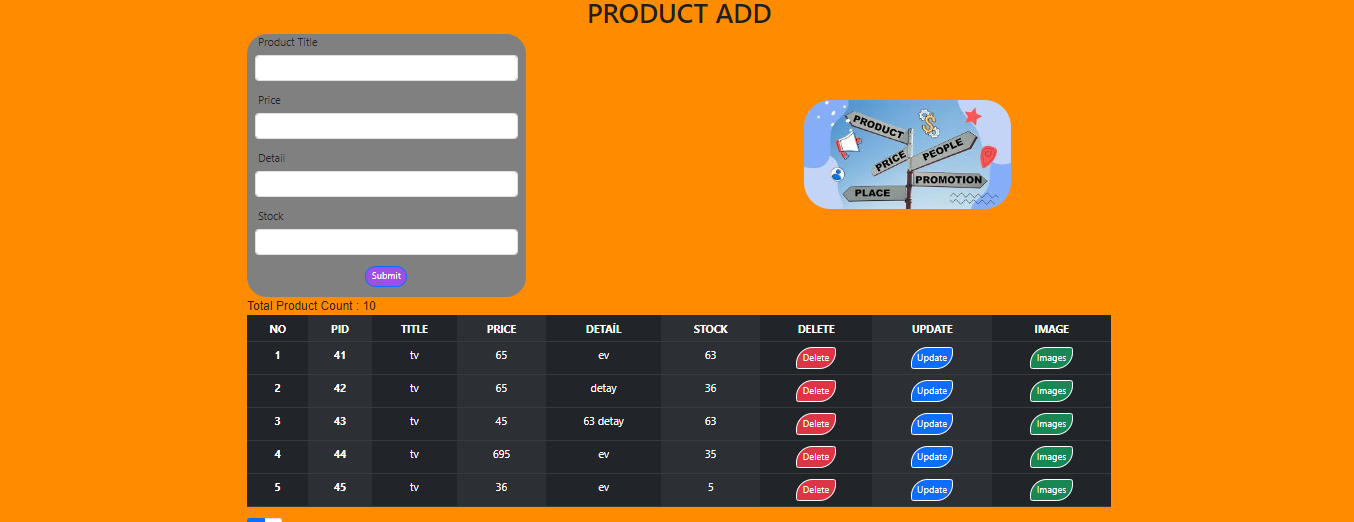 PRODUCT ADD
Product Title
Price
Detail
Stock
Submit
PRODUCT
PRICE
PEOPLE
PROMOTION
PLACE
Total Product Count : 10
NO PID TITLE PRICE DETAİL STOCK DELETE UPDATE IMAGE
1 41 tv 65 ev 63 Delete Update Images
2 42 tv 65 detay 36 Delete Update Images
3 43 tv 45 63 detay 63 Delete Update Images
4 44 tv 695 ev 35 Delete Update Images
5 45 tv 36 ev 5 Delete Update Images